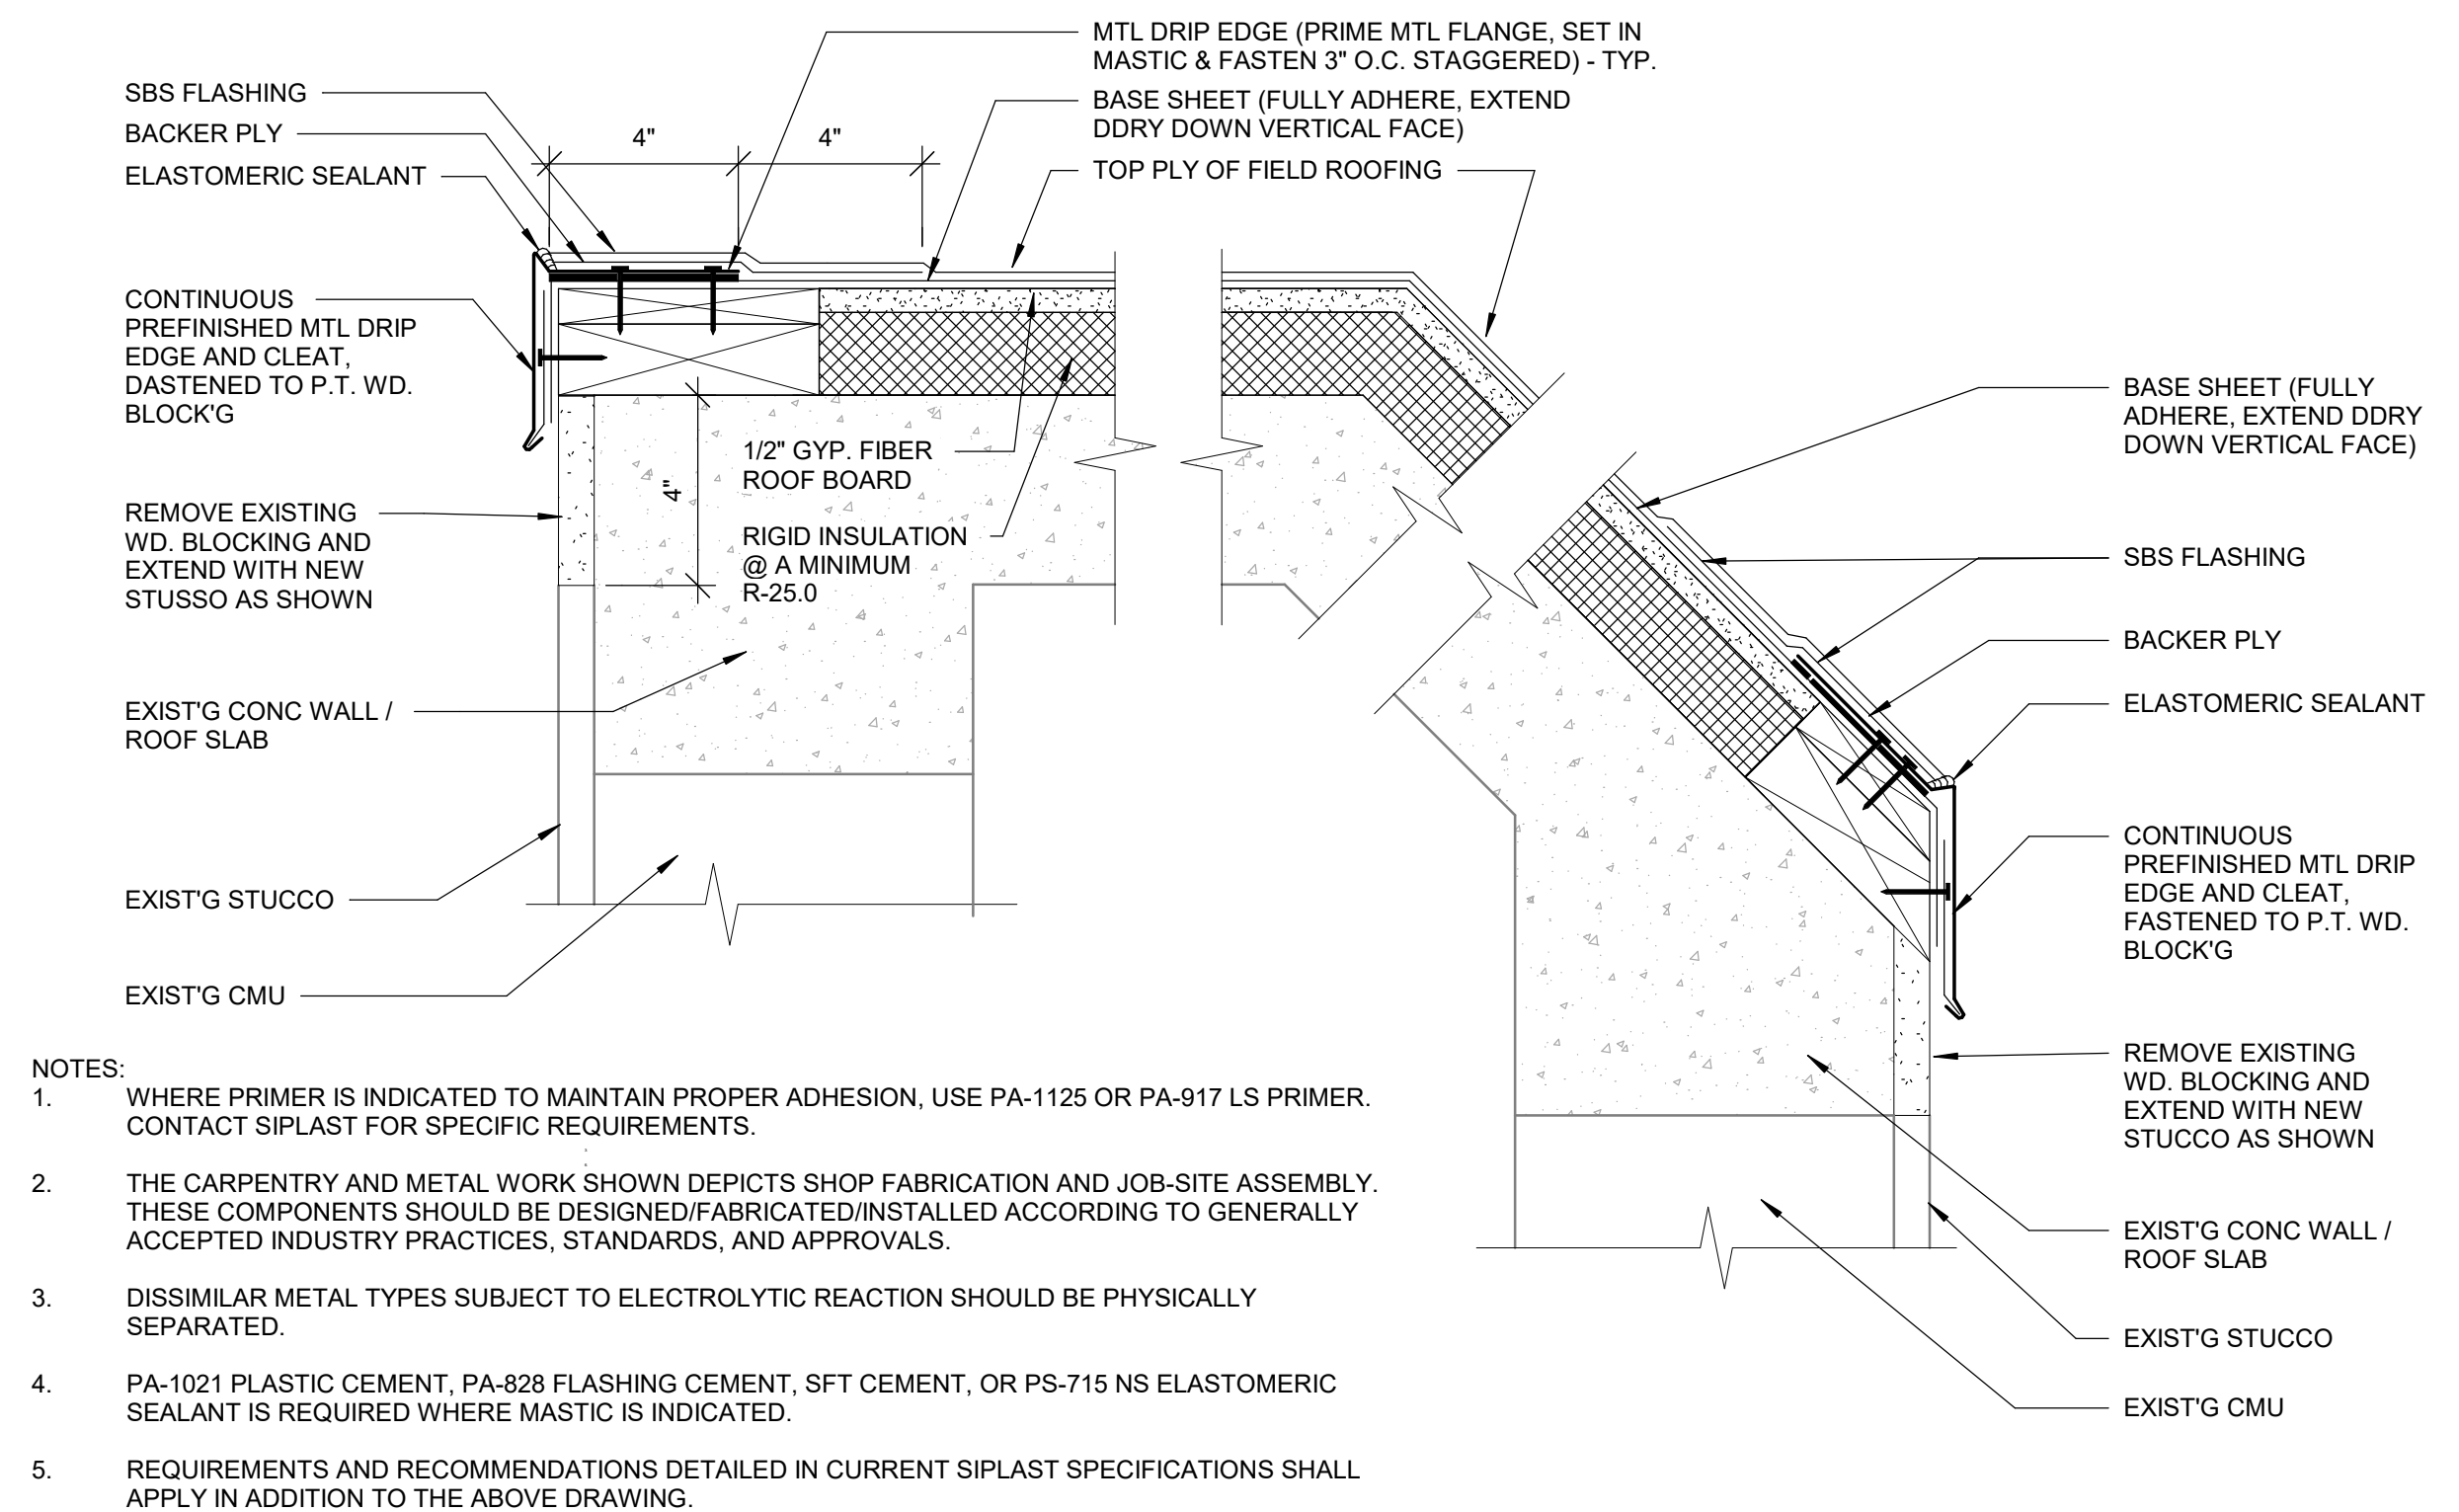 MTL DRIP EDGE (PRIME MTL FLANGE, SET IN
MASTIC & FASTEN 3" O.C. STAGGERED) - TYP.
SBS FLASHING
BACKER PLY
ELASTOMERIC SEALANT
4"
4"
BASE SHEET (FULLY ADHERE, EXTEND
DDRY DOWN VERTICAL FACE)
TOP PLY OF FIELD ROOFING
CONTINUOUS
PREFINISHED MTL DRIP
EDGE AND CLEAT,
DASTENED TO P.T. WD.
BLOCK'G
REMOVE EXISTING
WD. BLOCKING AND
EXTEND WITH NEW
STUSSO AS SHOWN
4"
1/2" GYP. FIBER
ROOF BOARD
RIGID INSULATION
@ A MINIMUM
R-25.0
EXIST'G CONC WALL /
ROOF SLAB
EXIST'G STUCCO
EXIST'G CMU
BASE SHEET (FULLY
ADHERE, EXTEND DDRY
DOWN VERTICAL FACE)
SBS FLASHING
BACKER PLY
ELASTOMERIC SEALANT
CONTINUOUS
PREFINISHED MTL DRIP
EDGE AND CLEAT,
FASTENED TO P.T. WD.
BLOCK'G
REMOVE EXISTING
WD. BLOCKING AND
EXTEND WITH NEW
STUCCO AS SHOWN
EXIST'G CONC WALL /
ROOF SLAB
EXIST'G STUCCO
EXIST'G CMU
NOTES:
1. WHERE PRIMER IS INDICATED TO MAINTAIN PROPER ADHESION, USE PA-1125 OR PA-917 LS PRIMER.
CONTACT SIPLAST FOR SPECIFIC REQUIREMENTS.
2. THE CARPENTRY AND METAL WORK SHOWN DEPICTS SHOP FABRICATION AND JOB-SITE ASSEMBLY.
THESE COMPONENTS SHOULD BE DESIGNED/FABRICATED/INSTALLED ACCORDING TO GENERALLY
ACCEPTED INDUSTRY PRACTICES, STANDARDS, AND APPROVALS.
3. DISSIMILAR METAL TYPES SUBJECT TO ELECTROLYTIC REACTION SHOULD BE PHYSICALLY
SEPARATED.
4. PA-1021 PLASTIC CEMENT, PA-828 FLASHING CEMENT, SFT CEMENT, OR PS-715 NS ELASTOMERIC
SEALANT IS REQUIRED WHERE MASTIC IS INDICATED.
5. REQUIREMENTS AND RECOMMENDATIONS DETAILED IN CURRENT SIPLAST SPECIFICATIONS SHALL
APPLY IN ADDITION TO THE ABOVE DRAWING.